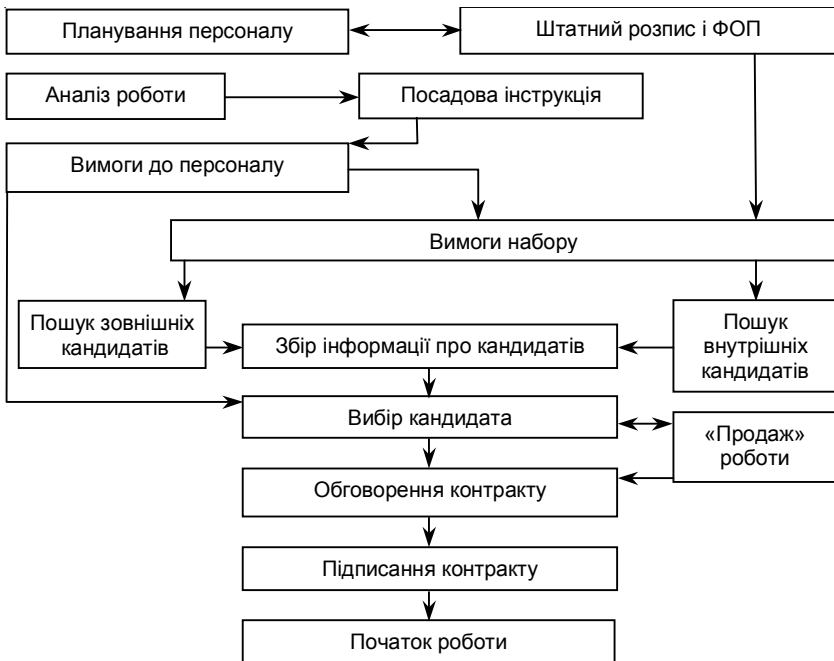 Планування персоналу
Штатний розпис і ФОП
Аналіз роботи
Посадова інструкція
Вимоги до персоналу
Вимоги набору
Пошук зовнішніх
кандидатів
Збір інформації про кандидатів
Пошук
внутрішніх
кандидатів
Вибір кандидата
«Продаж»
роботи
Обговорення контракту
Підписання контракту
Початок роботи